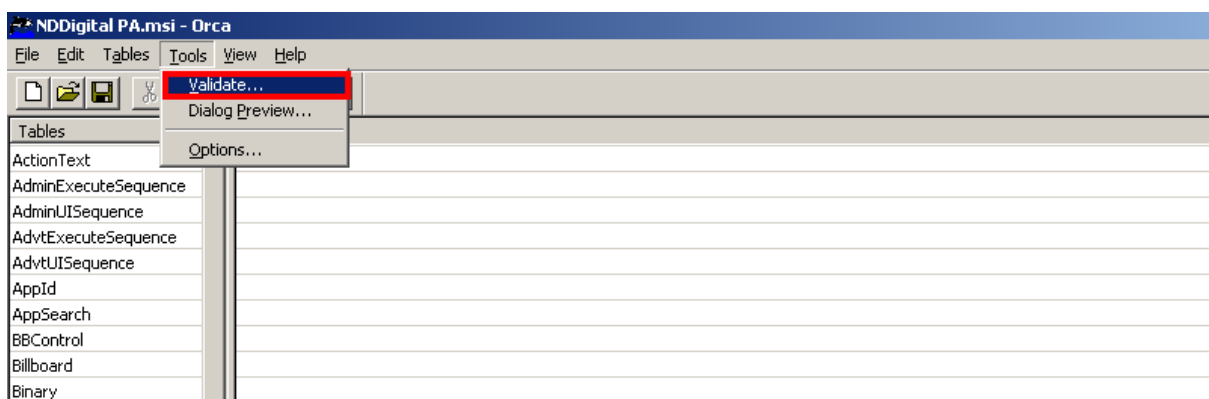 NDDigital PA.msi - Orca
File Edit Tables Tools View Help
Validate...
Dialog Preview...
Options...
Tables
ActionText
AdminExecuteSequence
AdminUISequence
AdvtExecuteSequence
AdvtUISequence
AppId
AppSearch
BBControl
Billboard
Binary